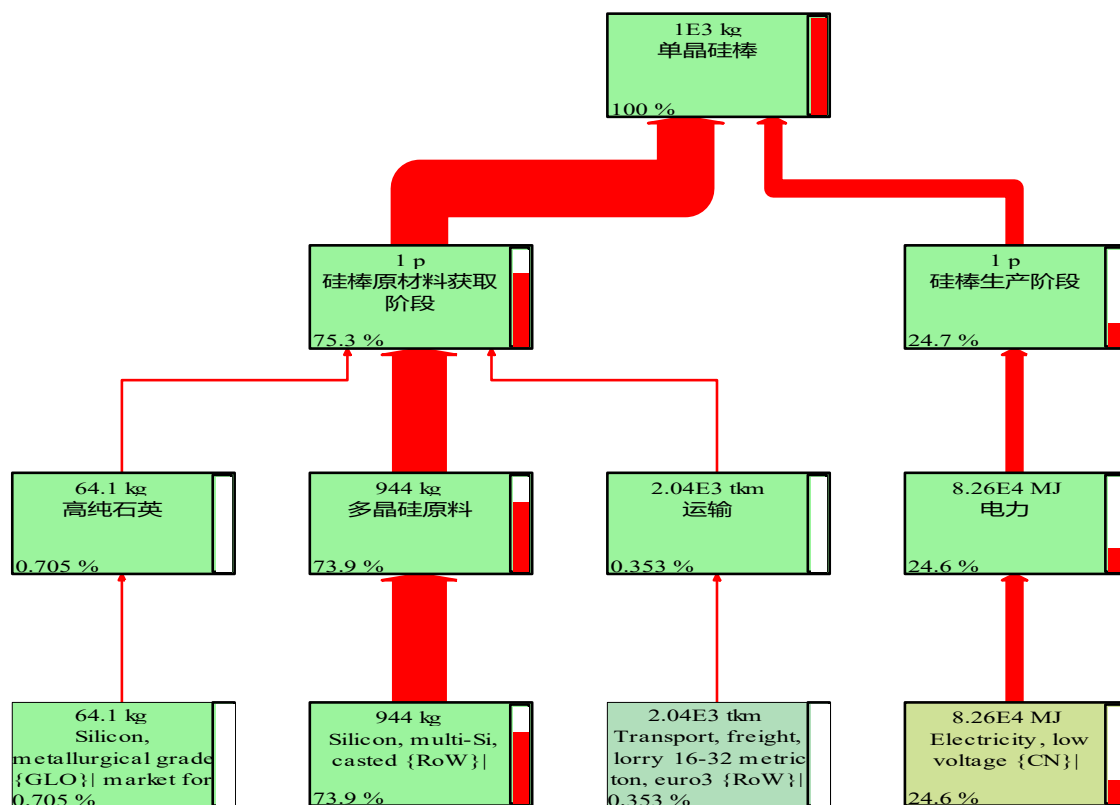 1E3 kg
单晶硅棒
100 %
1 p
硅棒原材料获取
阶段
75.3 %
1 p
硅棒生产阶段
24.7 %
64.1 kg
高纯石英
0.705 %
944 kg
多晶硅原料
73.9 %
2.04E3 tkm
运输
0.353 %
8.26E4 MJ
电力
24.6 %
64.1 kg
Silicon,
metallurgical grade
{GLO}| market for
0.705 %
944 kg
Silicon, multi-Si,
casted {RoW}|
73.9 %
2.04E3 tkm
Transport, freight,
lorry 16-32 metric
ton, euro3 {RoW}|
0.353 %
8.26E4 MJ
Electricity, low
voltage {CN}|
24.6 %